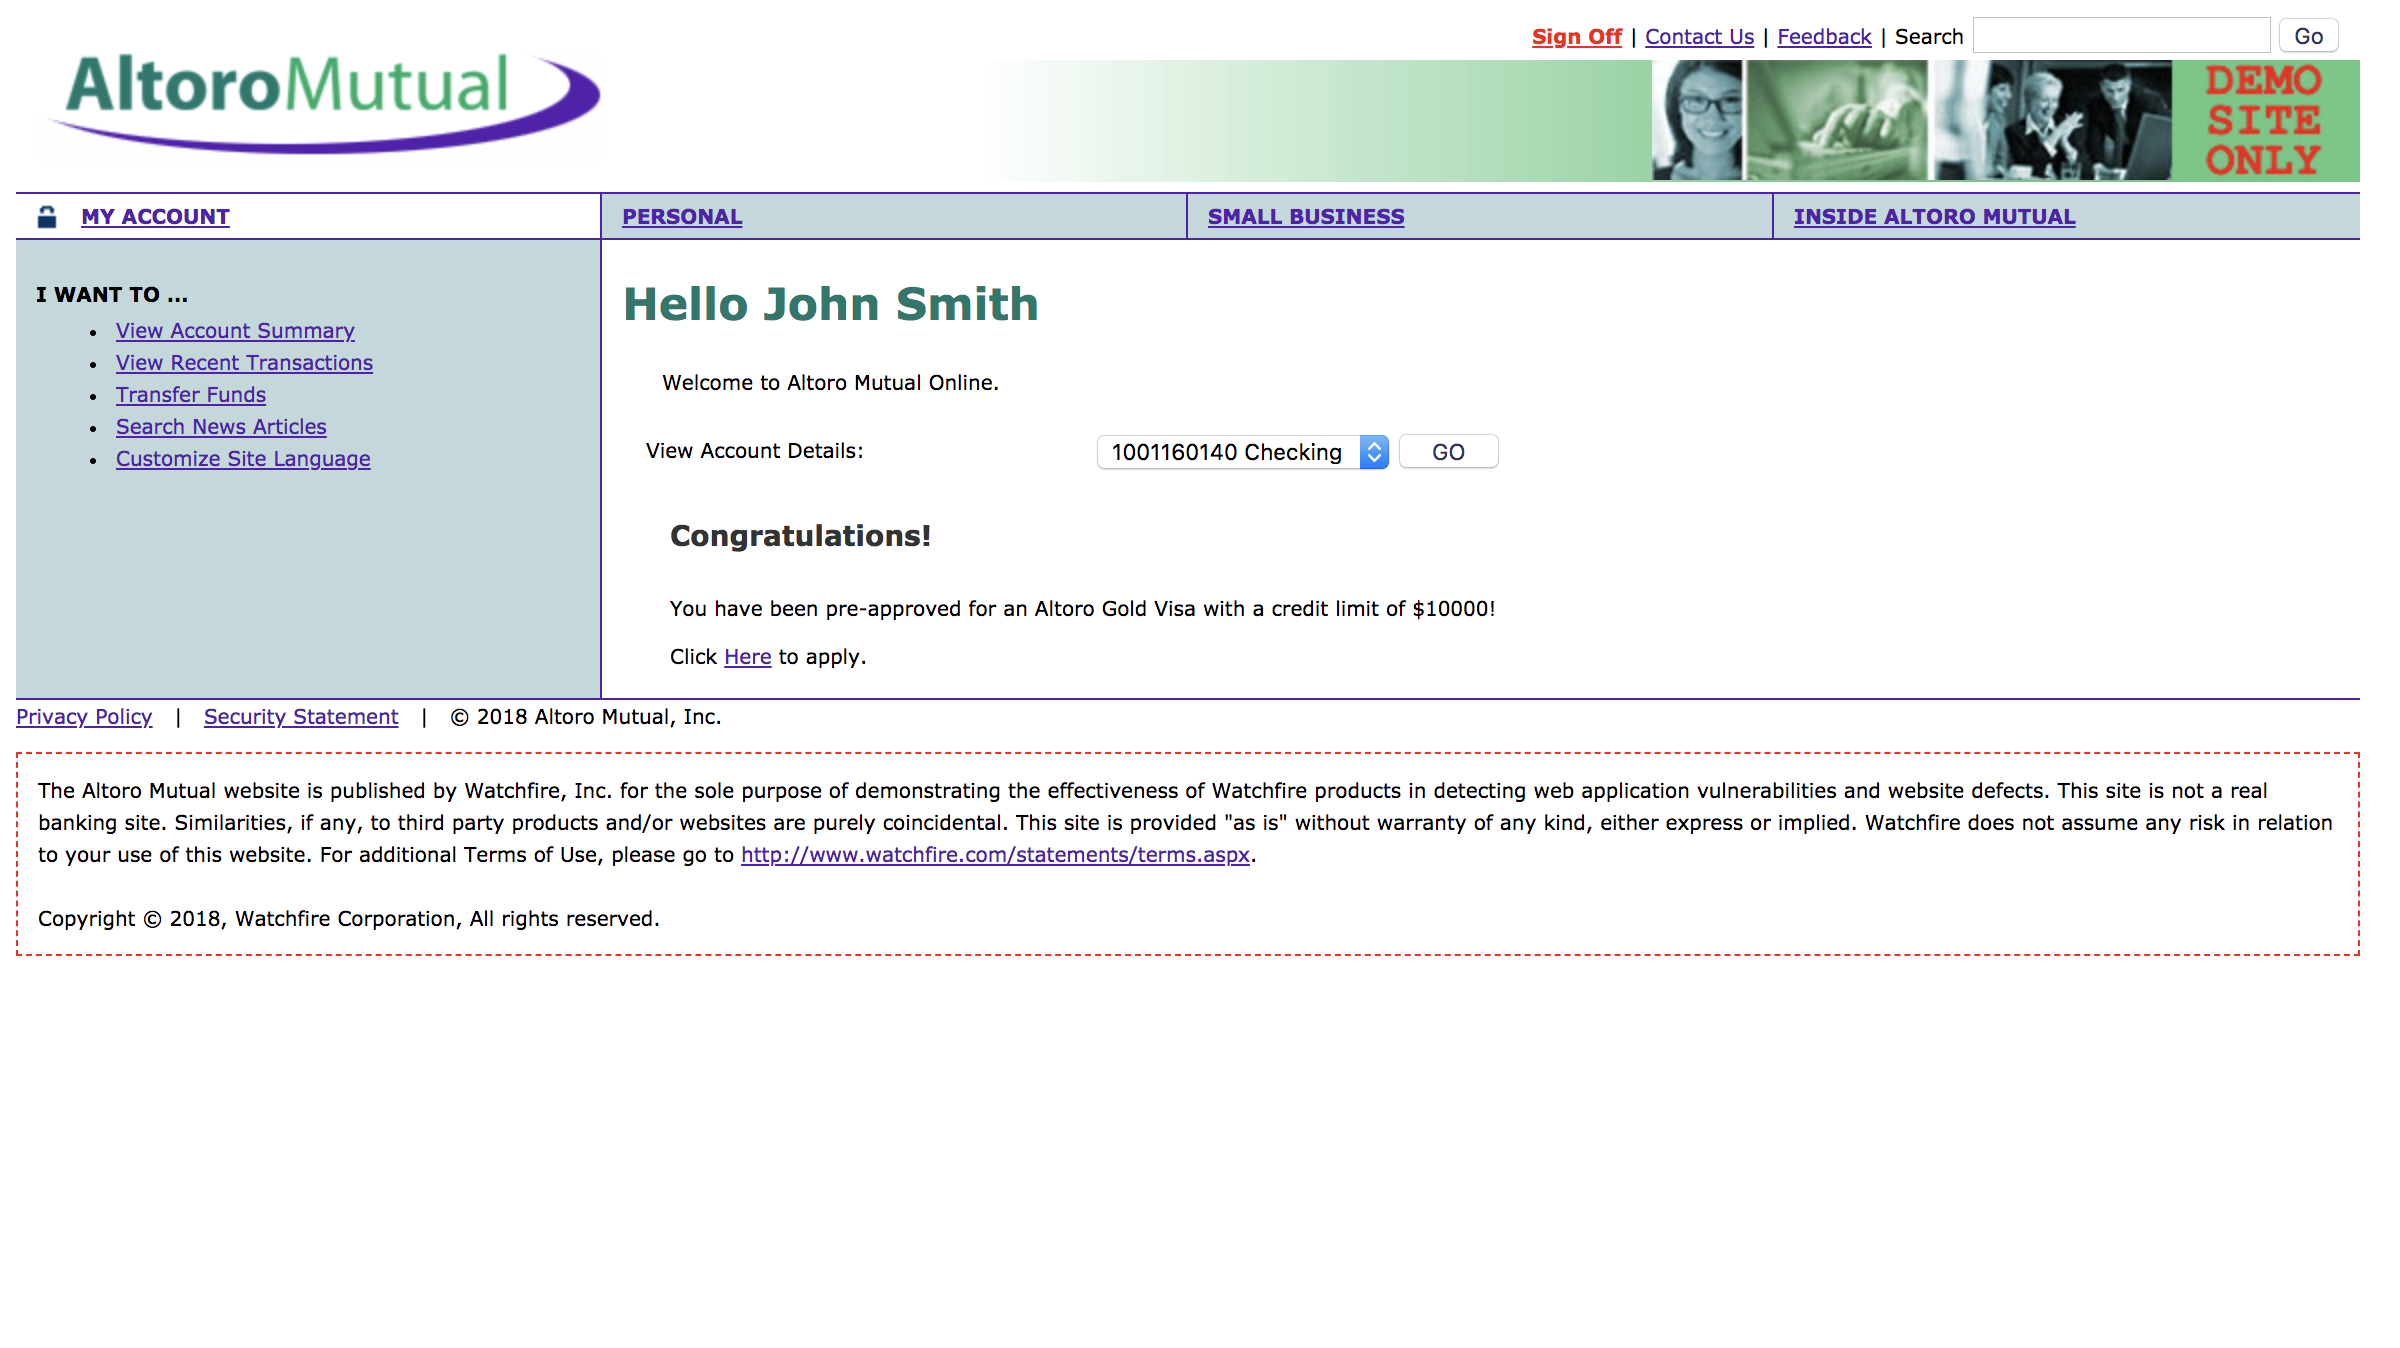 Sign Off | Contact Us | Feedback | Search Go
AltoroMutual
DEMO
SITE
ONLY
MY ACCOUNT
PERSONAL
SMALL BUSINESS
INSIDE ALTORO MUTUAL
I WANT TO ...
• View Account Summary
• View Recent Transactions
• Transfer Funds
• Search News Articles
• Customize Site Language
Hello John Smith
Welcome to Altoro Mutual Online.
View Account Details: 1001160140 Checking GO
Congratulations!
You have been pre-approved for an Altoro Gold Visa with a credit limit of $10000!
Click Here to apply.
Privacy Policy | Security Statement | © 2018 Altoro Mutual, Inc.
The Altoro Mutual website is published by Watchfire, Inc. for the sole purpose of demonstrating the effectiveness of Watchfire products in detecting web application vulnerabilities and website defects. This site is not a real
banking site. Similarities, if any, to third party products and/or websites are purely coincidental. This site is provided "as is" without warranty of any kind, either express or implied. Watchfire does not assume any risk in relation
to your use of this website. For additional Terms of Use, please go to http://www.watchfire.com/statements/terms.aspx.
Copyright © 2018, Watchfire Corporation, All rights reserved.